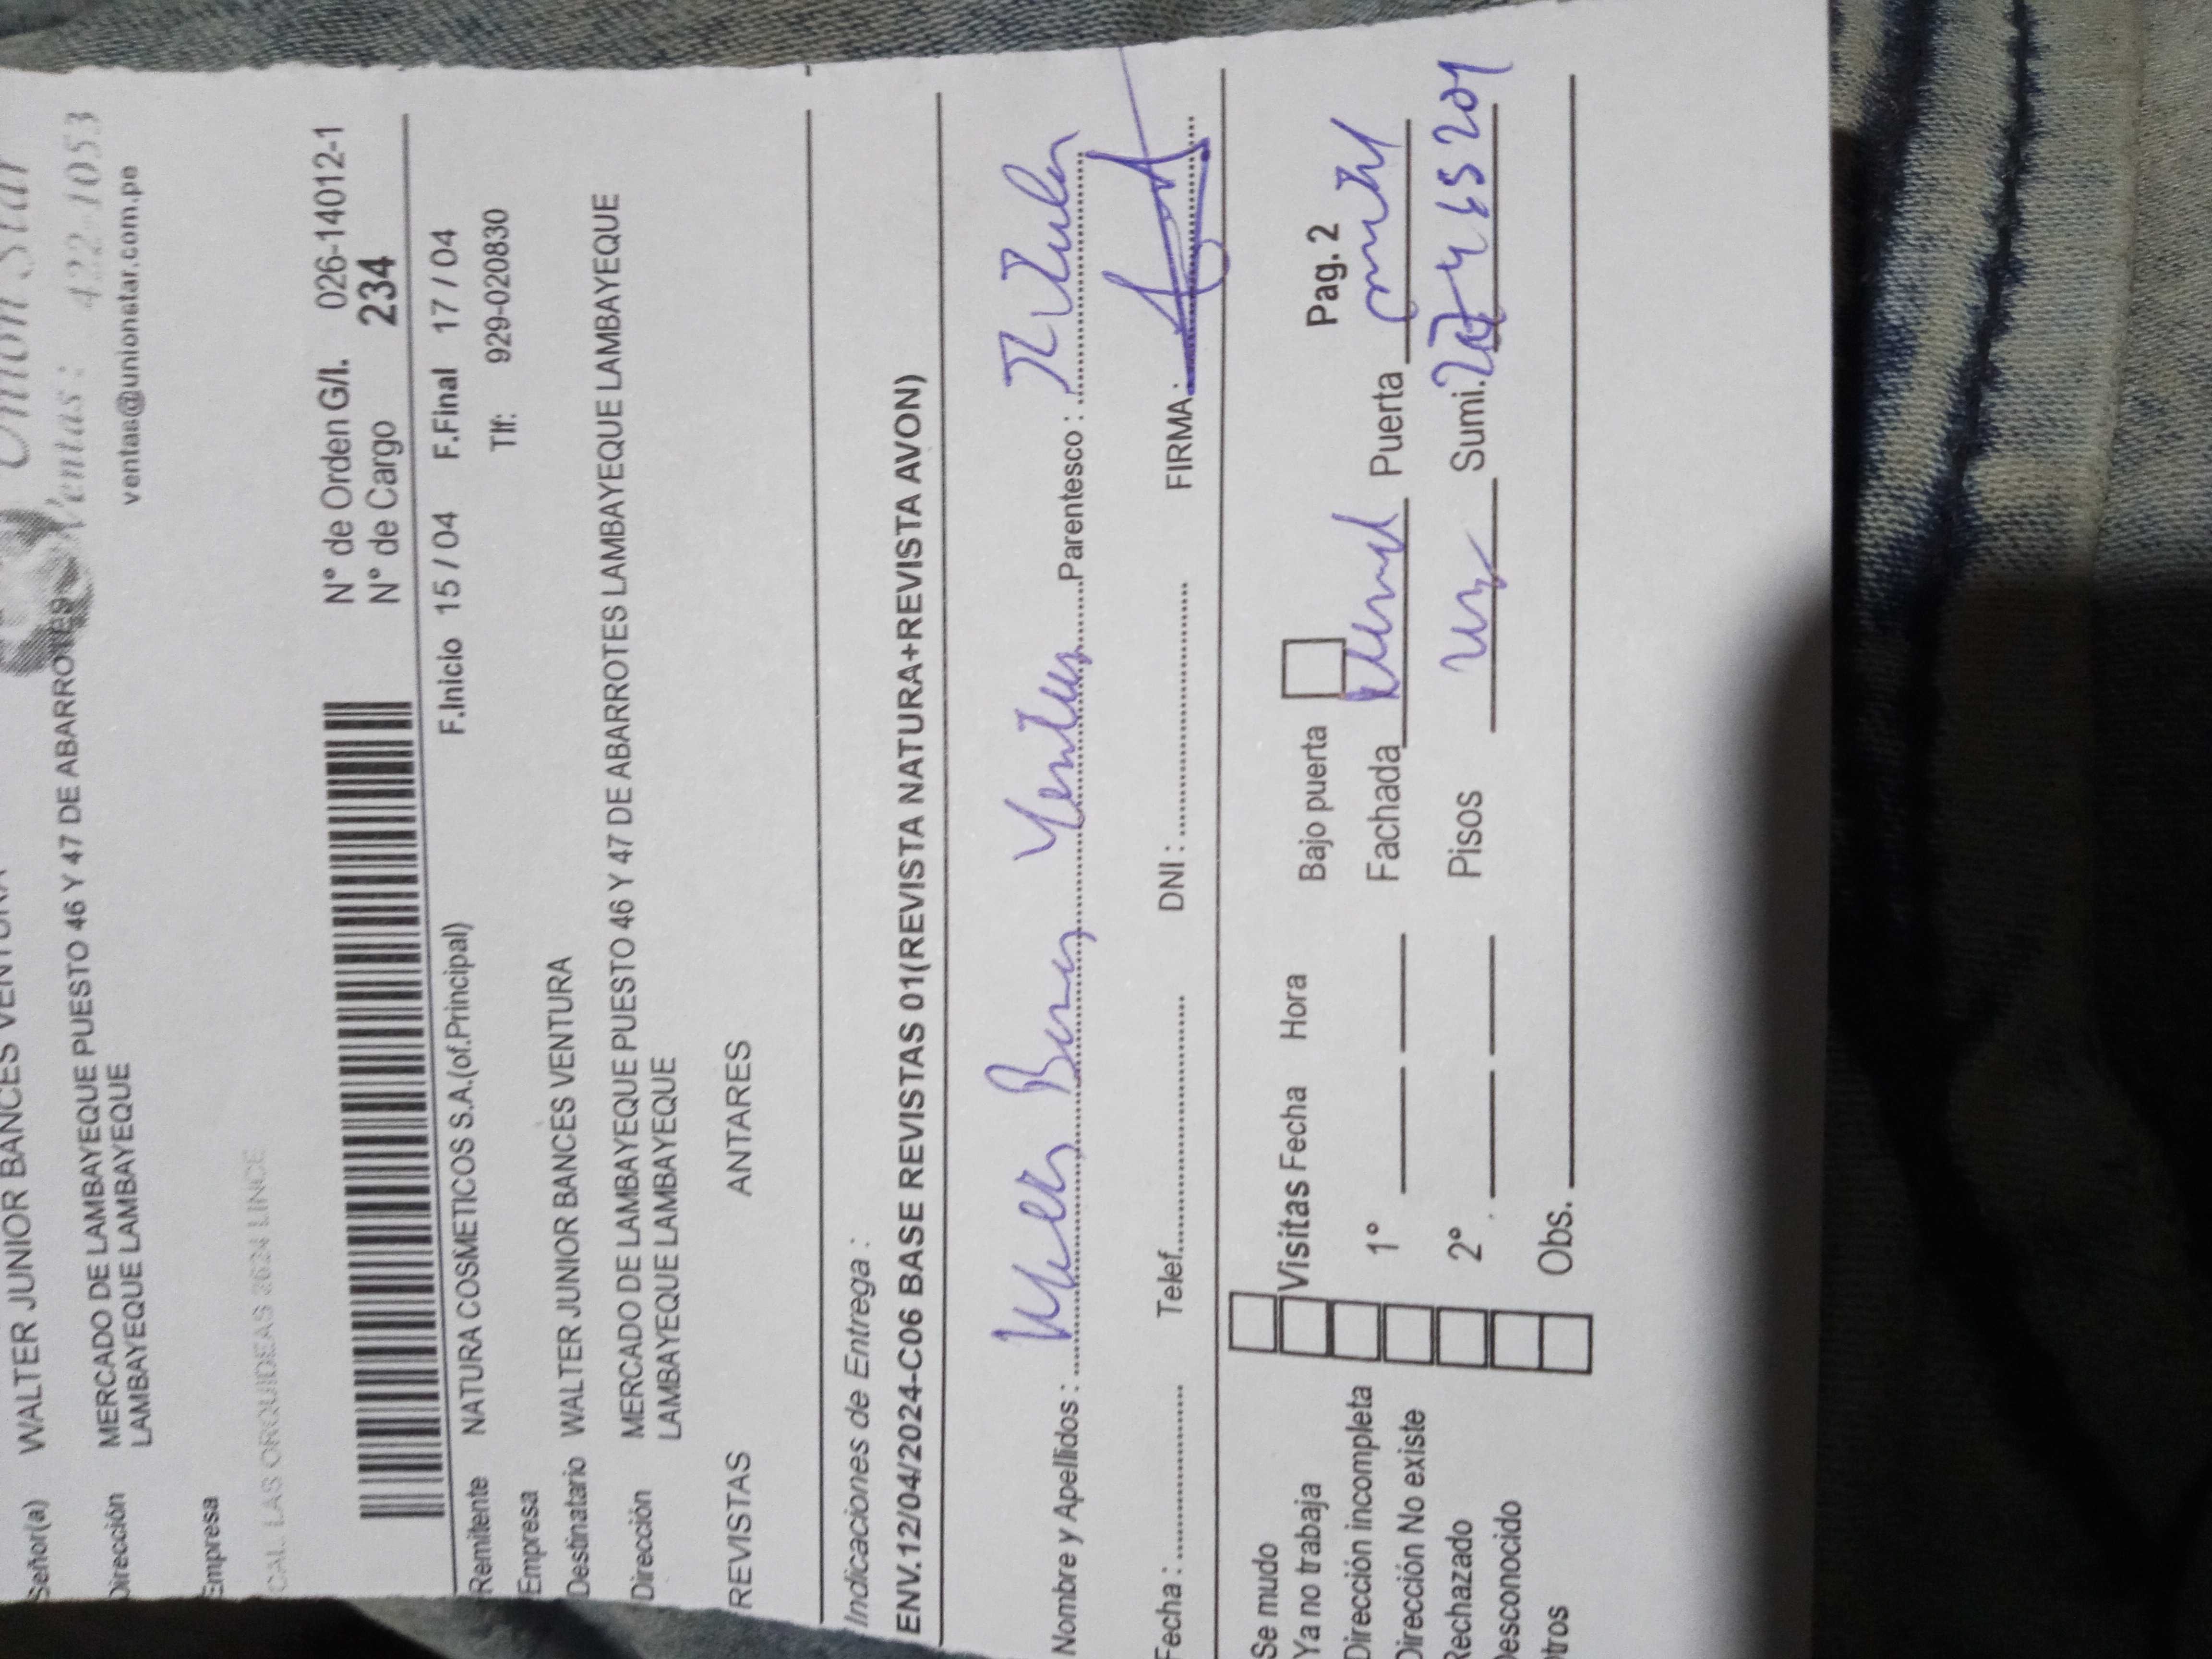 Union Star
Ventas : 422-1053
ventas@unionstar.com.pe
Señor(a) WALTER JUNIOR BANCES VENTURA
Dirección MERCADO DE LAMBAYEQUE PUESTO 46 Y 47 DE ABARROTES
LAMBAYEQUE LAMBAYEQUE
Empresa
CAL. LAS ORQUIDEAS 2624 LINCE
N° de Orden G/I. 026-14012-1
N° de Cargo 234
F.Inicio 15 / 04 F.Final 17 / 04
Remitente NATURA COSMETICOS S.A.(of.Principal)
Tlf: 929-020830
Empresa
Destinatario WALTER JUNIOR BANCES VENTURA
Dirección MERCADO DE LAMBAYEQUE PUESTO 46 Y 47 DE ABARROTES LAMBAYEQUE LAMBAYEQUE
LAMBAYEQUE LAMBAYEQUE
REVISTAS ANTARES
Indicaciones de Entrega :
ENV.12/04/2024-C06 BASE REVISTAS 01(REVISTA NATURA+REVISTA AVON)
Nombre y Apellidos : Walter Bances Ventura Parentesco :
Fecha : Telef. DNI : FIRMA :
Se mudo
Ya no trabaja Visitas Fecha Hora Bajo puerta Pag. 2
Dirección incompleta 1° Fachada Puerta
Dirección No existe
Rechazado 2° Pisos Sumi.
Desconocido
Otros Obs.